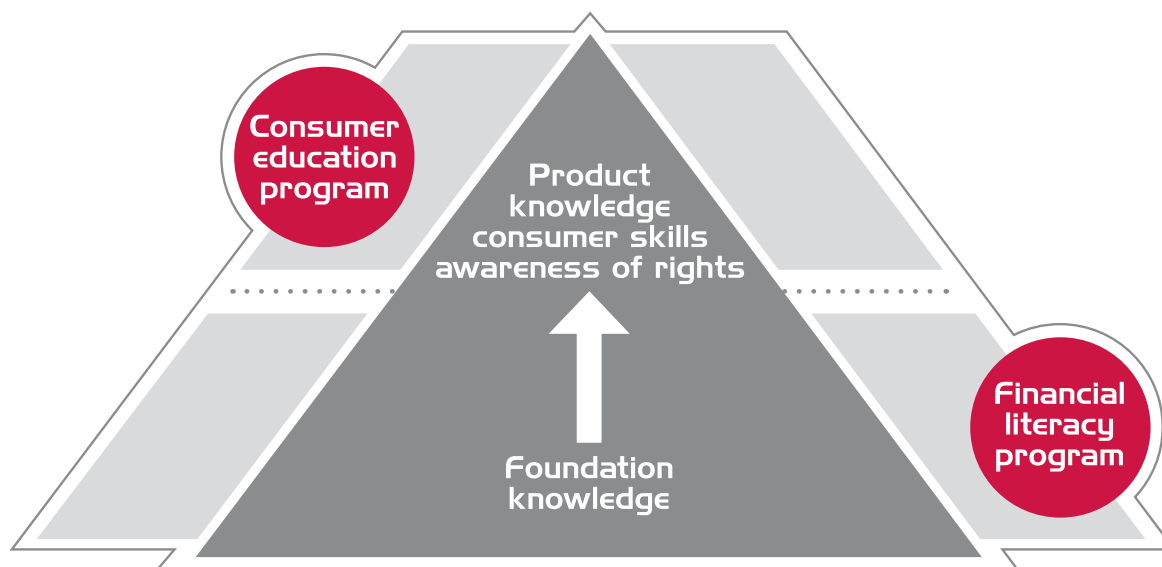 Consumer
education
program
Product
knowledge
consumer skills
awareness of rights
Foundation
knowledge
Financial
literacy
program